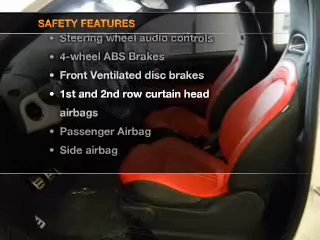 SAFETY FEATURES
• Steering wheel audio controls
• 4-wheel ABS Brakes
• Front Ventilated disc brakes
• 1st and 2nd row curtain head
airbags
• Passenger Airbag
• Side airbag